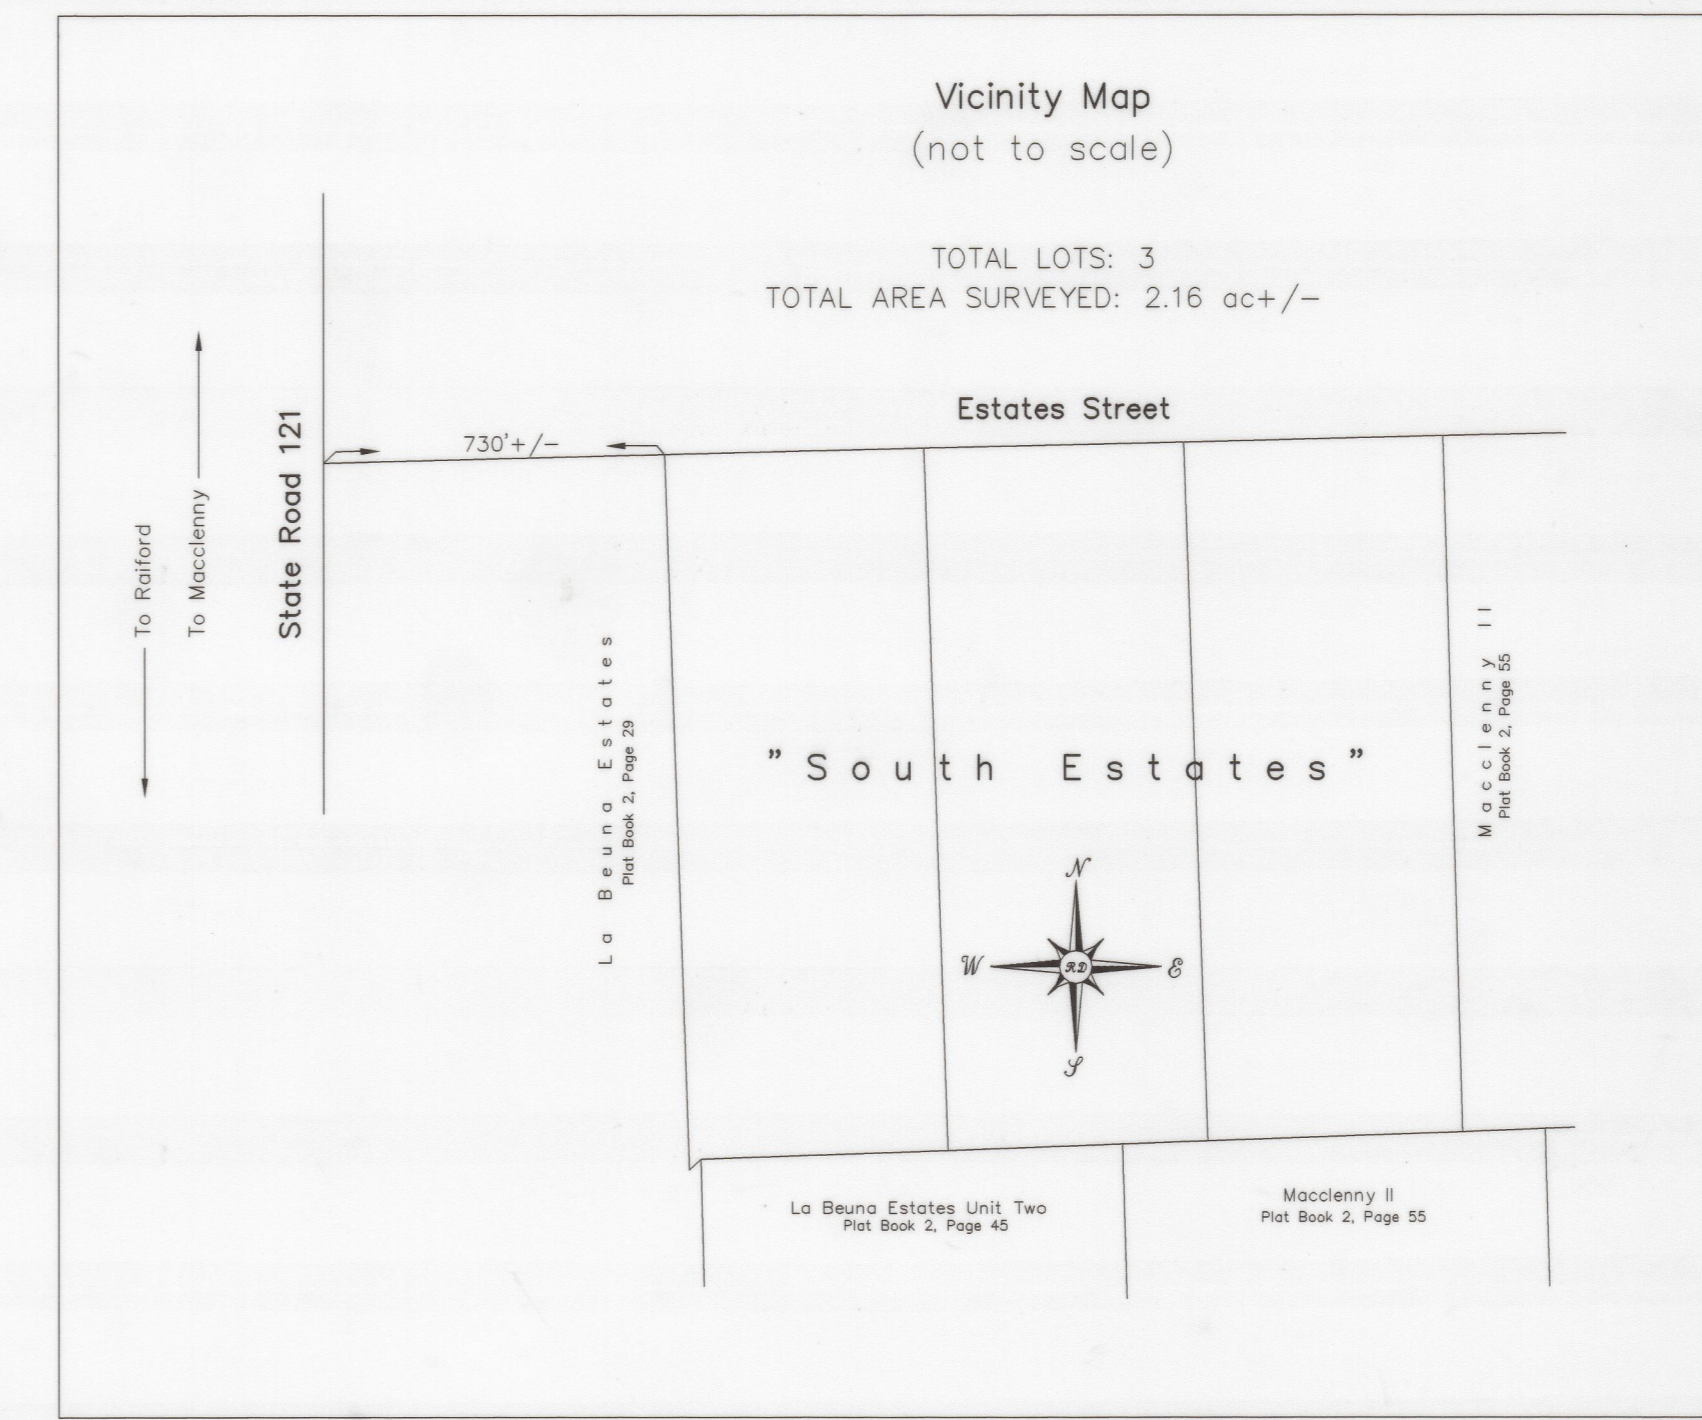 Vicinity Map
(not to scale)
TOTAL LOTS: 3
TOTAL AREA SURVEYED: 2.16 ac+/-
Estates Street
730'+/-
State Road 121
To Macclenny
To Raiford
La Beuna Estates
Plat Book 2, Page 29
"South Estates"
Macclenny II
Plat Book 2, Page 55
N
W
RD
E
S
La Beuna Estates Unit Two
Plat Book 2, Page 45
Macclenny II
Plat Book 2, Page 55